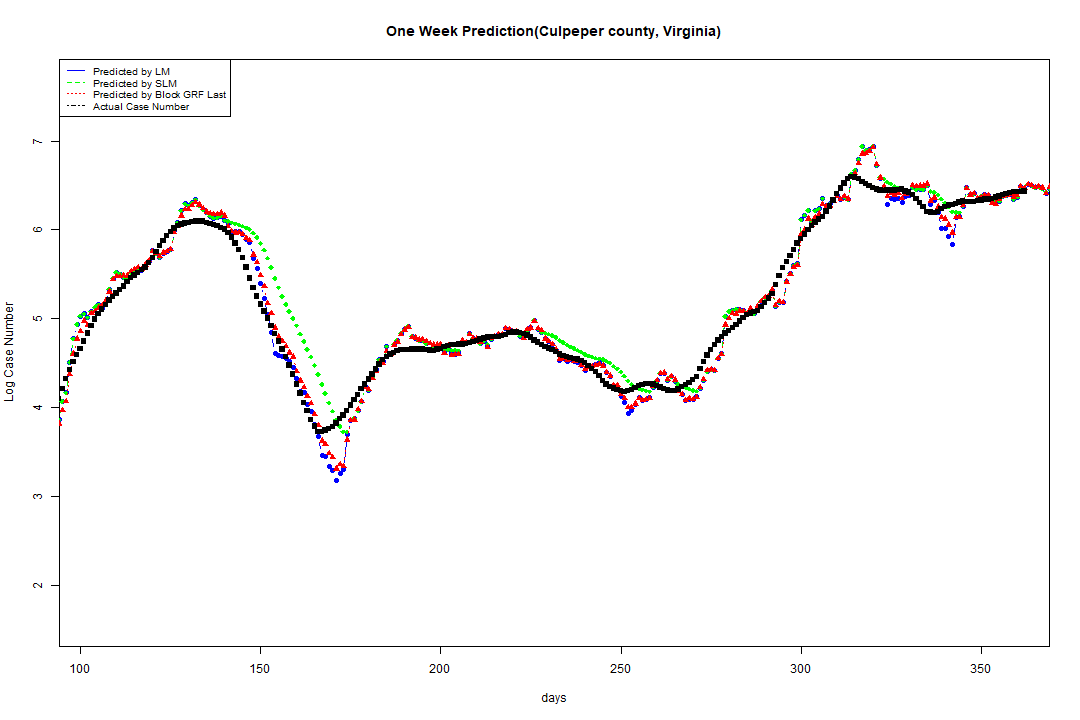 One Week Prediction(Culpeper county, Virginia)
Predicted by LM
Predicted by SLM
Predicted by Block GRF Last
Actual Case Number
7
6
5
4
3
2
Log Case Number
100 150 200 250 300 350
days